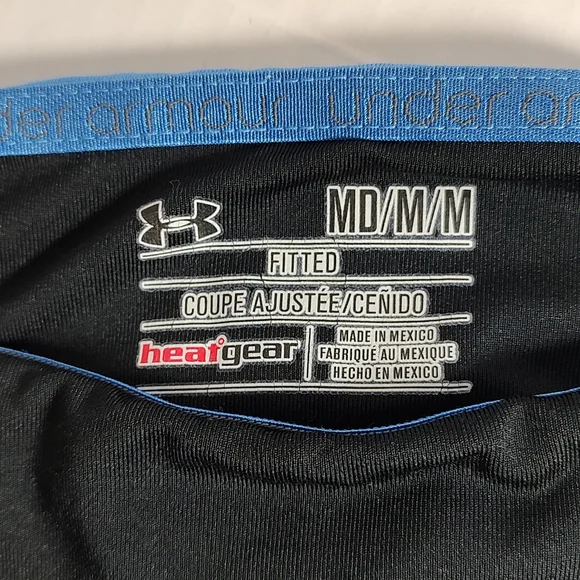 der armour under ar
MD/M/M
FITTED
COUPE AJUSTÉE/CEÑIDO
heatgear
MADE IN MEXICO
FABRIQUÉ AU MEXIQUE
HECHO EN MEXICO